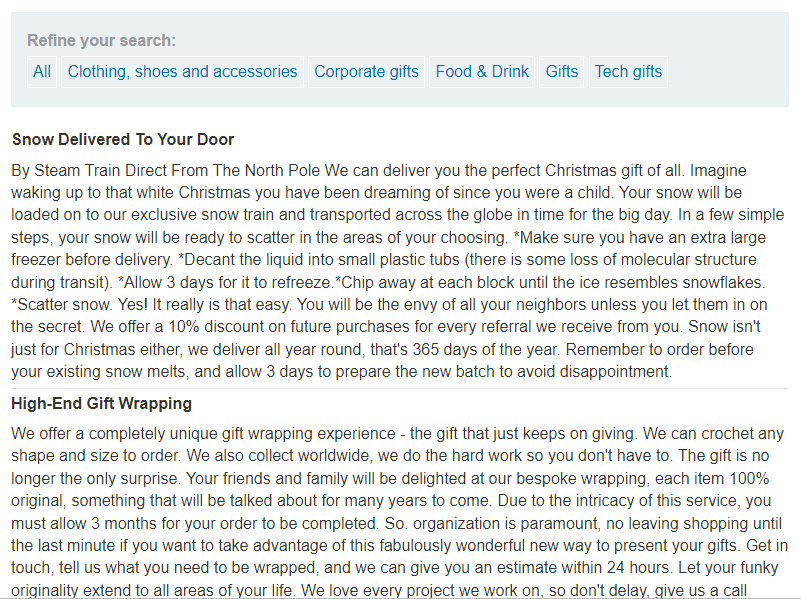 Refine your search:
All Clothing, shoes and accessories Corporate gifts Food & Drink Gifts Tech gifts
Snow Delivered To Your Door
By Steam Train Direct From The North Pole We can deliver you the perfect Christmas gift of all. Imagine
waking up to that white Christmas you have been dreaming of since you were a child. Your snow will be
loaded on to our exclusive snow train and transported across the globe in time for the big day. In a few simple
steps, your snow will be ready to scatter in the areas of your choosing. *Make sure you have an extra large
freezer before delivery. *Decant the liquid into small plastic tubs (there is some loss of molecular structure
during transit). *Allow 3 days for it to refreeze.*Chip away at each block until the ice resembles snowflakes.
*Scatter snow. Yes! It really is that easy. You will be the envy of all your neighbors unless you let them in on
the secret. We offer a 10% discount on future purchases for every referral we receive from you. Snow isn't
just for Christmas either, we deliver all year round, that's 365 days of the year. Remember to order before
your existing snow melts, and allow 3 days to prepare the new batch to avoid disappointment.
High-End Gift Wrapping
We offer a completely unique gift wrapping experience - the gift that just keeps on giving. We can crochet any
shape and size to order. We also collect worldwide, we do the hard work so you don't have to. The gift is no
longer the only surprise. Your friends and family will be delighted at our bespoke wrapping, each item 100%
original, something that will be talked about for many years to come. Due to the intricacy of this service, you
must allow 3 months for your order to be completed. So. organization is paramount, no leaving shopping until
the last minute if you want to take advantage of this fabulously wonderful new way to present your gifts. Get in
touch, tell us what you need to be wrapped, and we can give you an estimate within 24 hours. Let your funky
originality extend to all areas of your life. We love every project we work on, so don't delay, give us a call